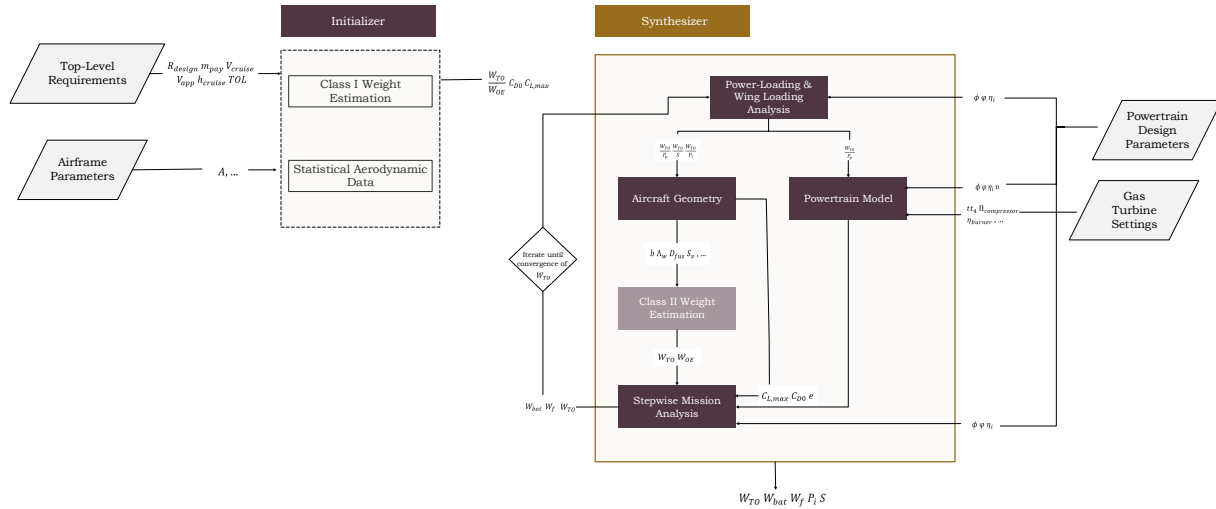 Initializer
Synthesizer
Top-Level
Requirements
R_design m_pay V_cruise
V_app h_cruise TOL
Class I Weight
Estimation
W_TO
W_OE
C_D0 C_L,max
Airframe
Parameters
A, ...
Statistical Aerodynamic
Data
Power-Loading &
Wing Loading
Analysis
ϕ φ η_i
Powertrain
Design
Parameters
W_TO W_TO W_TO
S
W_TO
Aircraft Geometry
Powertrain Model
ϕ φ η_i n
tt_4 Π_compressor
η_burner, ...
Gas
Turbine
Settings
Iterate until
convergence of
W_TO
b Λ_w D_fus S_v, ...
Class II Weight
Estimation
W_TO W_OE
W_bat W_f W_TO
Stepwise Mission
Analysis
C_L,max C_D0 e
ϕ φ η_i
W_TO W_bat W_f P_i S